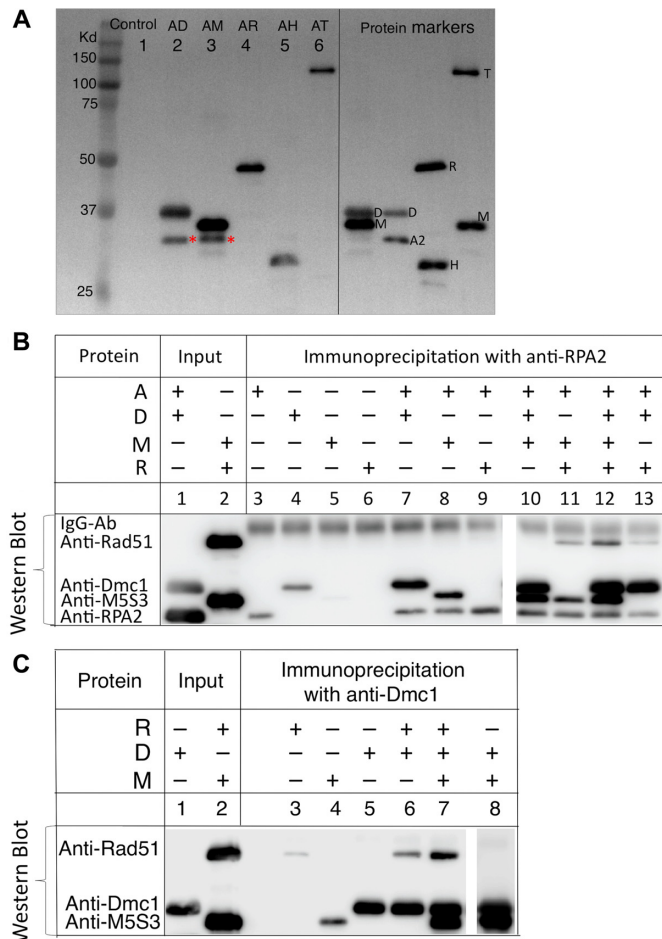 A
Control AD AM AR AH AT Protein markers
Kd 1 2 3 4 5 6
150
100
75
50
37
25
* *
T
R
D D
M M
A2
H
B
Protein Input Immunoprecipitation with anti-RPA2
A + – + – – – + + + + + + +
D + – – + – – + – – + – + +
M – + – – + – – + – + + + –
R – + – – – + – – + – + + +
1 2 3 4 5 6 7 8 9 10 11 12 13
Western Blot
IgG-Ab
Anti-Rad51
Anti-Dmc1
Anti-M5S3
Anti-RPA2
C
Protein Input Immunoprecipitation
with anti-Dmc1
R – + + – – + + –
D + – – – + + + +
M – + – + – – + +
1 2 3 4 5 6 7 8
Western Blot
Anti-Rad51
Anti-Dmc1
Anti-M5S3